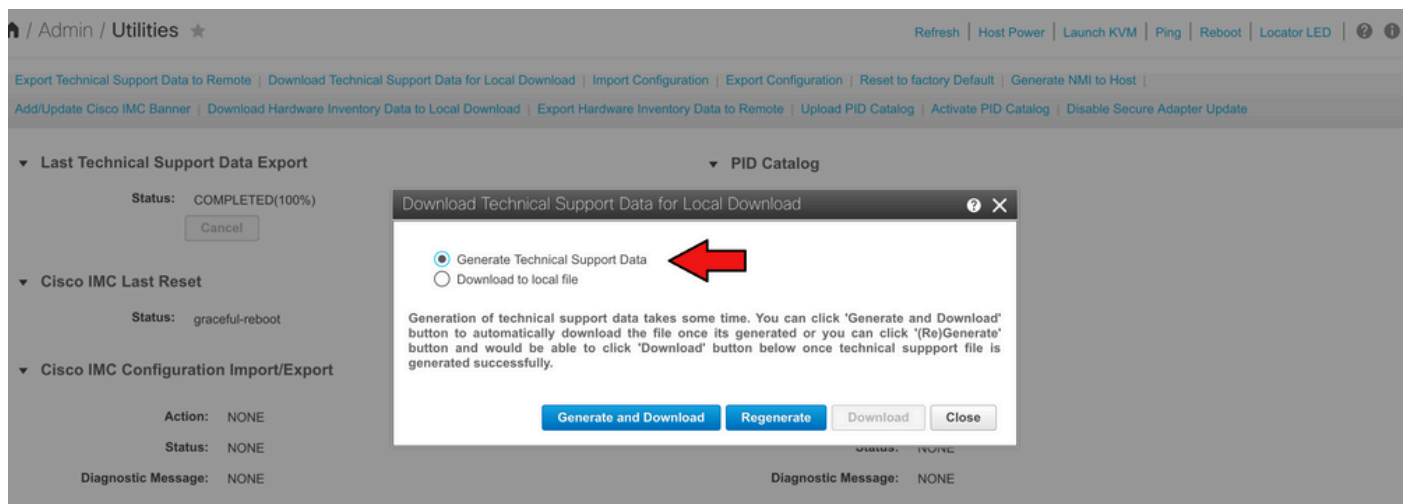 / Admin / Utilities
Refresh | Host Power | Launch KVM | Ping | Reboot | Locator LED |
Export Technical Support Data to Remote | Download Technical Support Data for Local Download | Import Configuration | Export Configuration | Reset to factory Default | Generate NMI to Host |
Add/Update Cisco IMC Banner | Download Hardware Inventory Data to Local Download | Export Hardware Inventory Data to Remote | Upload PID Catalog | Activate PID Catalog | Disable Secure Adapter Update
Last Technical Support Data Export
Status: COMPLETED(100%)
Cancel
Cisco IMC Last Reset
Status: graceful-reboot
Cisco IMC Configuration Import/Export
Action: NONE
Status: NONE
Diagnostic Message: NONE
PID Catalog
Download Technical Support Data for Local Download
Generate Technical Support Data
Download to local file
Generation of technical support data takes some time. You can click 'Generate and Download'
button to automatically download the file once its generated or you can click '(Re)Generate'
button and would be able to click 'Download' button below once technical suppport file is
generated successfully.
Generate and Download Regenerate Download Close
Status: NONE
Diagnostic Message: NONE